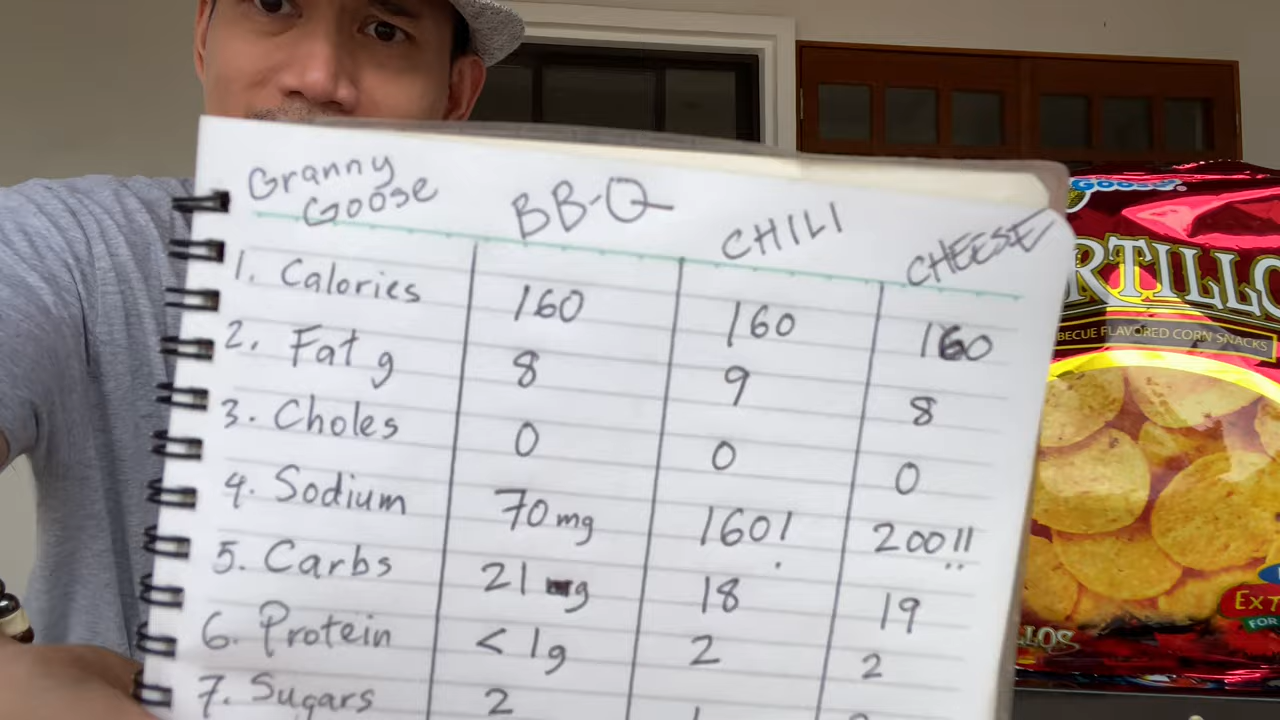 Granny Goose BB-Q CHILI CHEESE
1. Calories 160 160 160
2. Fat g 8 9 8
3. Choles 0 0 0
4. Sodium 70 mg 160! 200!!
5. Carbs 21 g 18 19
6. Protein < 1g 2 2
7. Sugars 2
GOOSE
RTILLO
BECUE FLAVORED CORN SNACKS
EXT
FOR
LLOS